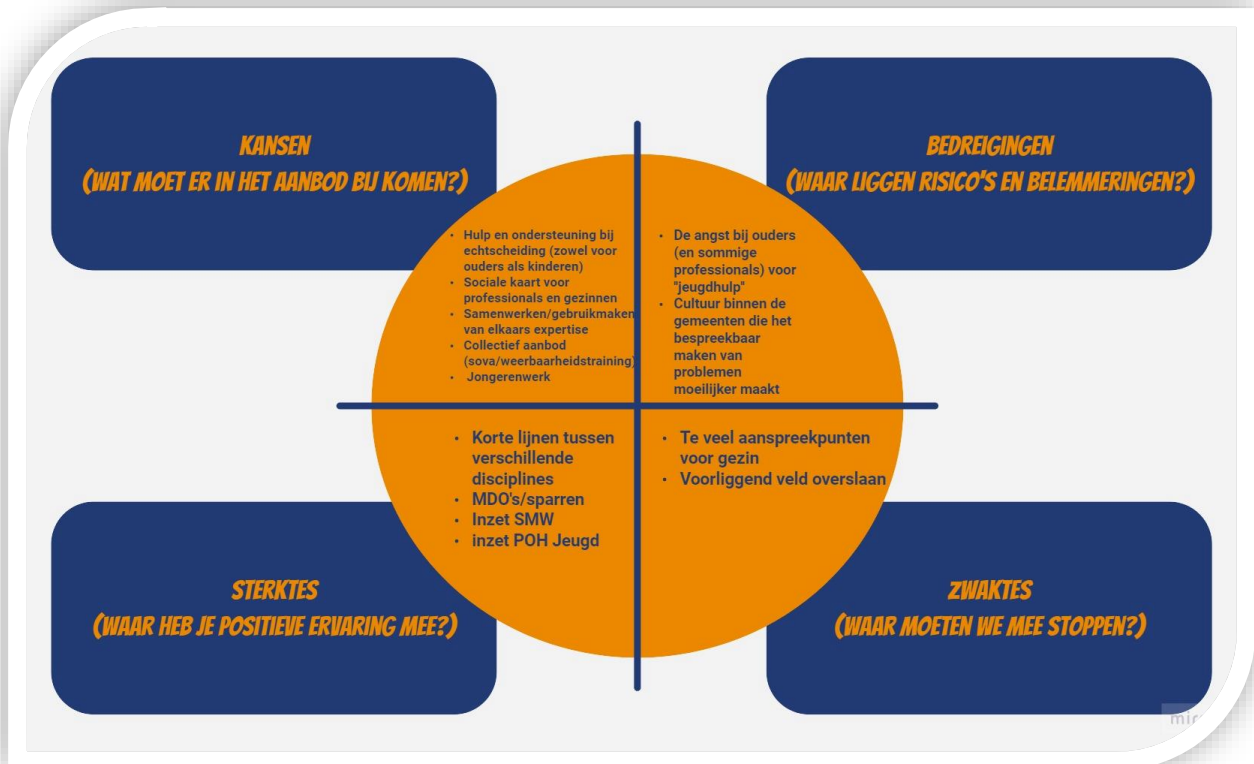 KANSEN
(WAT MOET ER IN HET AANBOD BIJ KOMEN?)
• Hulp en ondersteuning bij
echtscheiding (zowel voor
ouders als kinderen)
• Sociale kaart voor
professionals en gezinnen
• Samenwerken/gebruikmaken
van elkaars expertise
• Collectief aanbod
(sova/weerbaarheidstraining)
• Jongerenwerk
BEDREIGINGEN
(WAAR LIGGEN RISICO'S EN BELEMMERINGEN?)
• De angst bij ouders
(en sommige
professionals) voor
"jeugdhulp"
• Cultuur binnen de
gemeenten die het
bespreekbaar
maken van
problemen
moeilijker maakt
STERKTES
(WAAR HEB JE POSITIEVE ERVARING MEE?)
• Korte lijnen tussen
verschillende
disciplines
• MDO's/sparren
• Inzet SMW
• inzet POH Jeugd
ZWAKTES
(WAAR MOETEN WE MEE STOPPEN?)
• Te veel aanspreekpunten
voor gezin
• Voorliggend veld overslaan